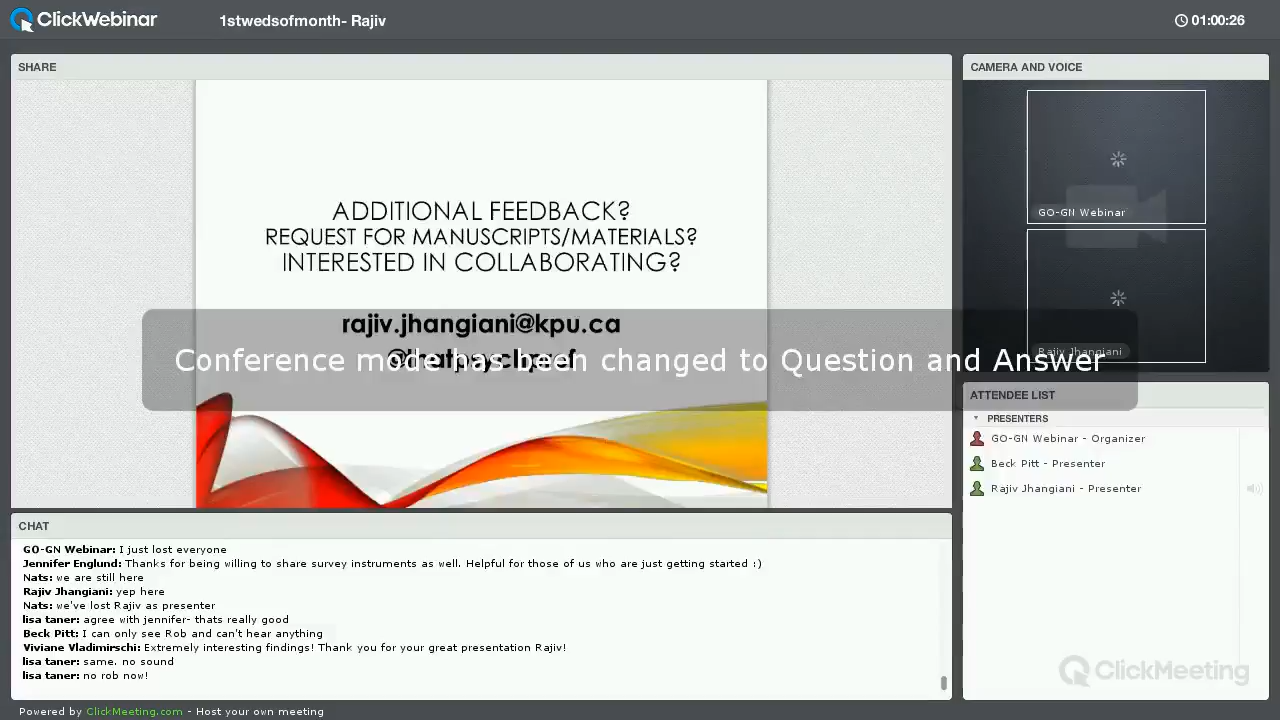 ClickWebinar
1stwedsofmonth- Rajiv
01:00:26
SHARE
ADDITIONAL FEEDBACK?
REQUEST FOR MANUSCRIPTS/MATERIALS?
INTERESTED IN COLLABORATING?
rajiv.jhangiani@kpu.ca
@thatpsychprof
Conference mode has been changed to Question and Answer
CAMERA AND VOICE
GO-GN Webinar
Rajiv Jhangiani
ATTENDEE LIST
PRESENTERS
GO-GN Webinar - Organizer
Beck Pitt - Presenter
Rajiv Jhangiani - Presenter
ClickMeeting
CHAT
GO-GN Webinar: I just lost everyone
Jennifer Englund: Thanks for being willing to share survey instruments as well. Helpful for those of us who are just getting started :)
Nats: we are still here
Rajiv Jhangiani: yep here
Nats: we've lost Rajiv as presenter
lisa taner: agree with jennifer- thats really good
Beck Pitt: I can only see Rob and can't hear anything
Viviane Vladimirschi: Extremely interesting findings! Thank you for your great presentation Rajiv!
lisa taner: same. no sound
lisa taner: no rob now!
Powered by ClickMeeting.com - Host your own meeting